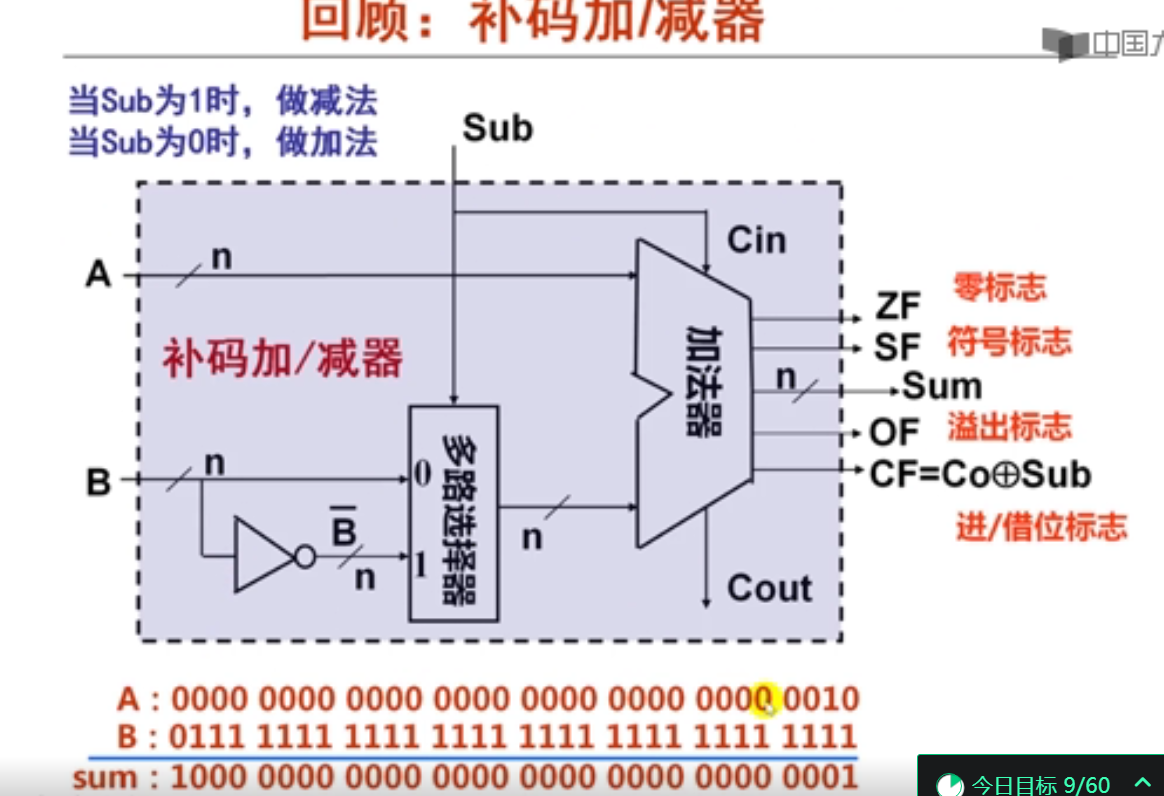 回顾：补码加/减器
中国
当Sub为1时，做减法
当Sub为0时，做加法
Sub
Cin
A
n
ZF
零标志
补码加/减器
加法器
SF
符号标志
n
Sum
OF
溢出标志
B
n
0
多路选择器
CF=Co⊕Sub
进/借位标志
B̅
n
1
n
Cout
A：0000 0000 0000 0000 0000 0000 0000 0010
B：0111 1111 1111 1111 1111 1111 1111 1111
sum：1000 0000 0000 0000 0000 0000 0000 0001
今日目标 9/60